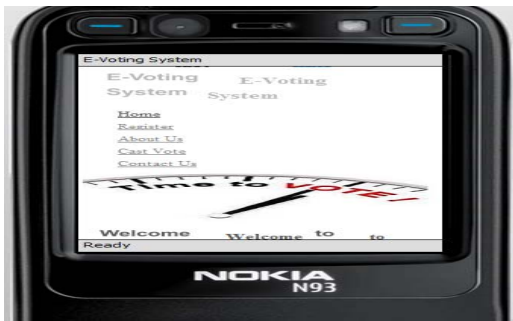 E-Voting System
E-Voting E-Voting
System System
Home
Register
About Us
Cast Vote
Contact Us
Time to VOTE!
Welcome Welcome to to
Ready
NOKIA
N93